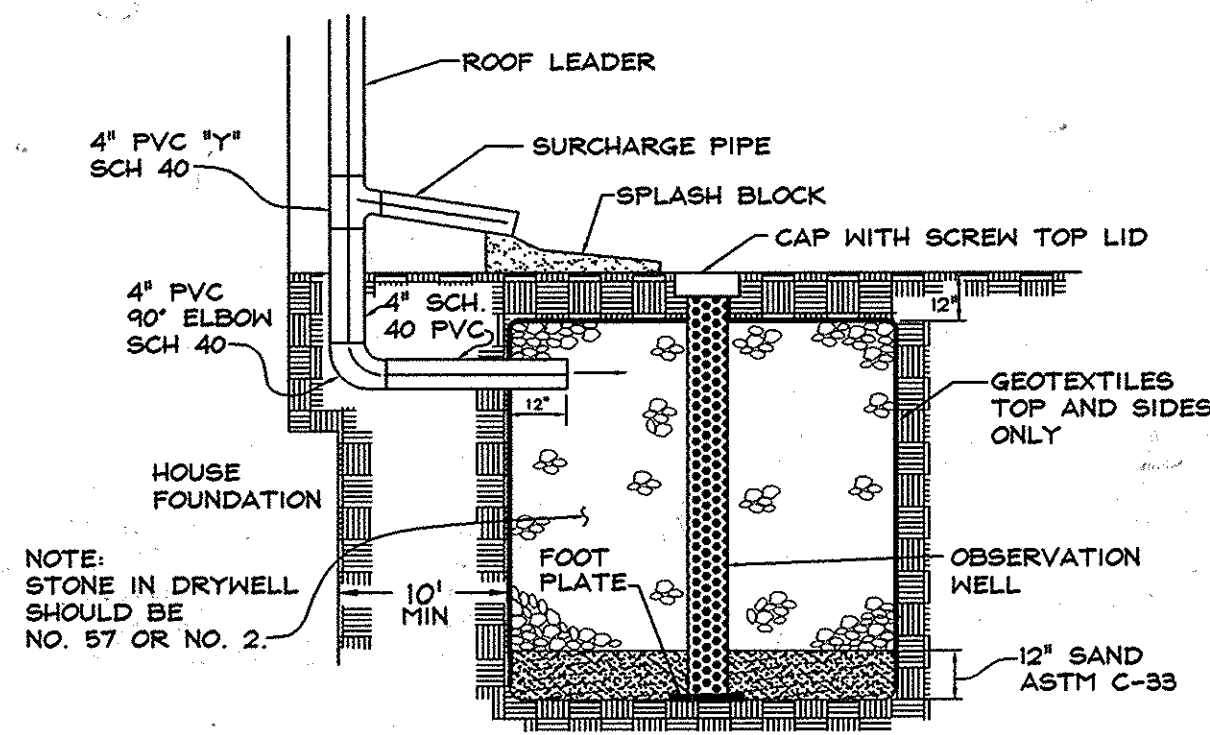 ROOF LEADER
4" PVC "Y"
SCH 40
SURCHARGE PIPE
SPLASH BLOCK
CAP WITH SCREW TOP LID
4" PVC
90° ELBOW
SCH 40
4" SCH.
40 PVC
12"
12"
GEOTEXTILES
TOP AND SIDES
ONLY
HOUSE
FOUNDATION
NOTE:
STONE IN DRYWELL
SHOULD BE
NO. 57 OR NO. 2.
10'
MIN
FOOT
PLATE
OBSERVATION
WELL
12" SAND
ASTM C-33